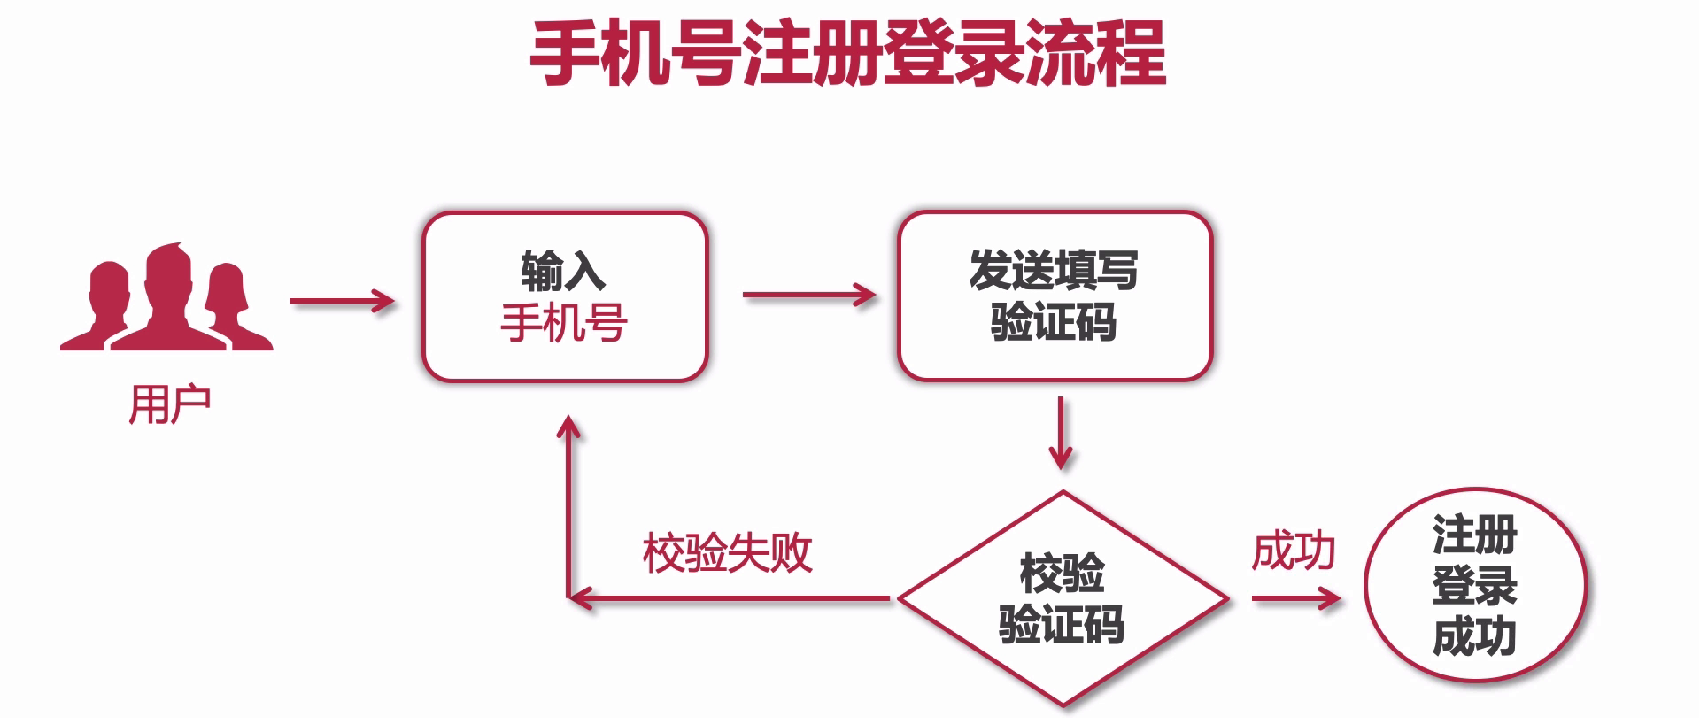 手机号注册登录流程
用户
输入
手机号
发送填写
验证码
校验
验证码
校验失败
成功
注册
登录
成功